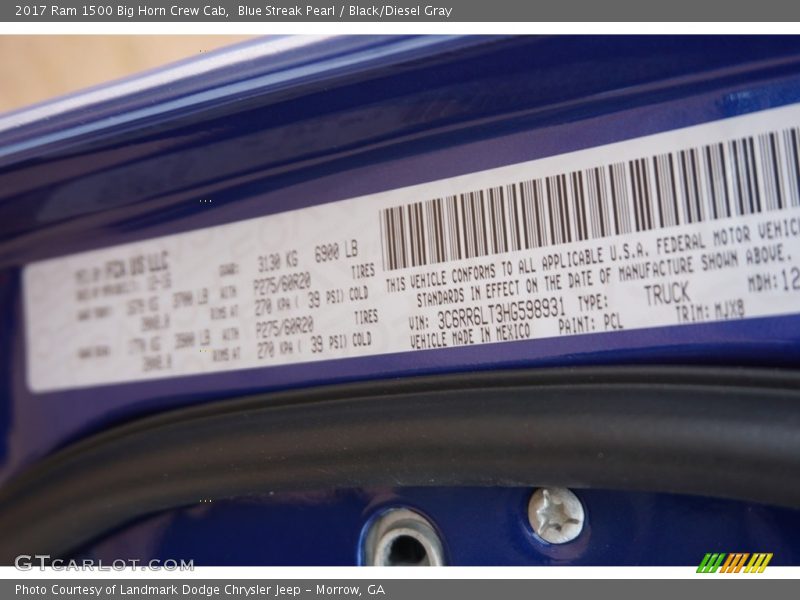 2017 Ram 1500 Big Horn Crew Cab,  Blue Streak Pearl / Black/Diesel Gray
FCA US LLC
3130 KG 6900 LB
P275/60R20 TIRES
270 KPA ( 39 PSI) COLD
P275/60R20 TIRES
270 KPA ( 39 PSI) COLD
THIS VEHICLE CONFORMS TO ALL APPLICABLE U.S.A. FEDERAL MOTOR VEHIC
STANDARDS IN EFFECT ON THE DATE OF MANUFACTURE SHOWN ABOVE.
VIN: 3C6RR6LT3HG598931 TYPE: TRUCK MDH: 12
VEHICLE MADE IN MEXICO PAINT: PCL TRIM: MJX8
GTCARLOT.COM
Photo Courtesy of Landmark Dodge Chrysler Jeep – Morrow, GA